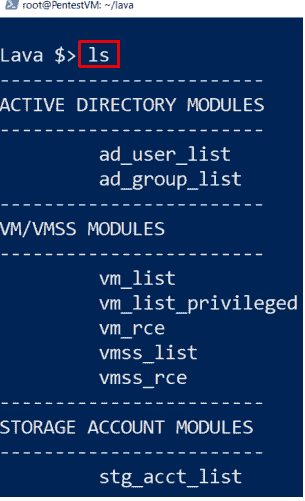 root@PentestVM: ~/lava
Lava $> ls
-------------------------
ACTIVE DIRECTORY MODULES
-------------------------
ad_user_list
ad_group_list
-------------------------
VM/VMSS MODULES
-------------------------
vm_list
vm_list_privileged
vm_rce
vmss_list
vmss_rce
-------------------------
STORAGE ACCOUNT MODULES
-------------------------
stg_acct_list